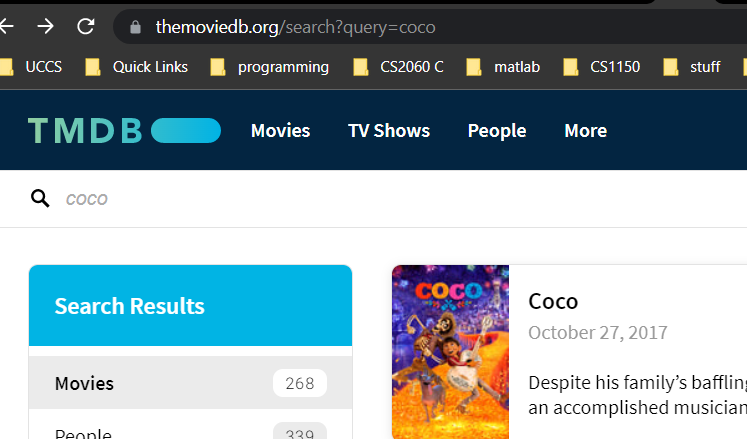 themoviedb.org/search?query=coco
UCCS Quick Links programming CS2060 C matlab CS1150 stuff
TMDB Movies TV Shows People More
coco
Search Results
Movies 268
People 339
COCO
Coco
October 27, 2017
Despite his family’s baffling
an accomplished musician